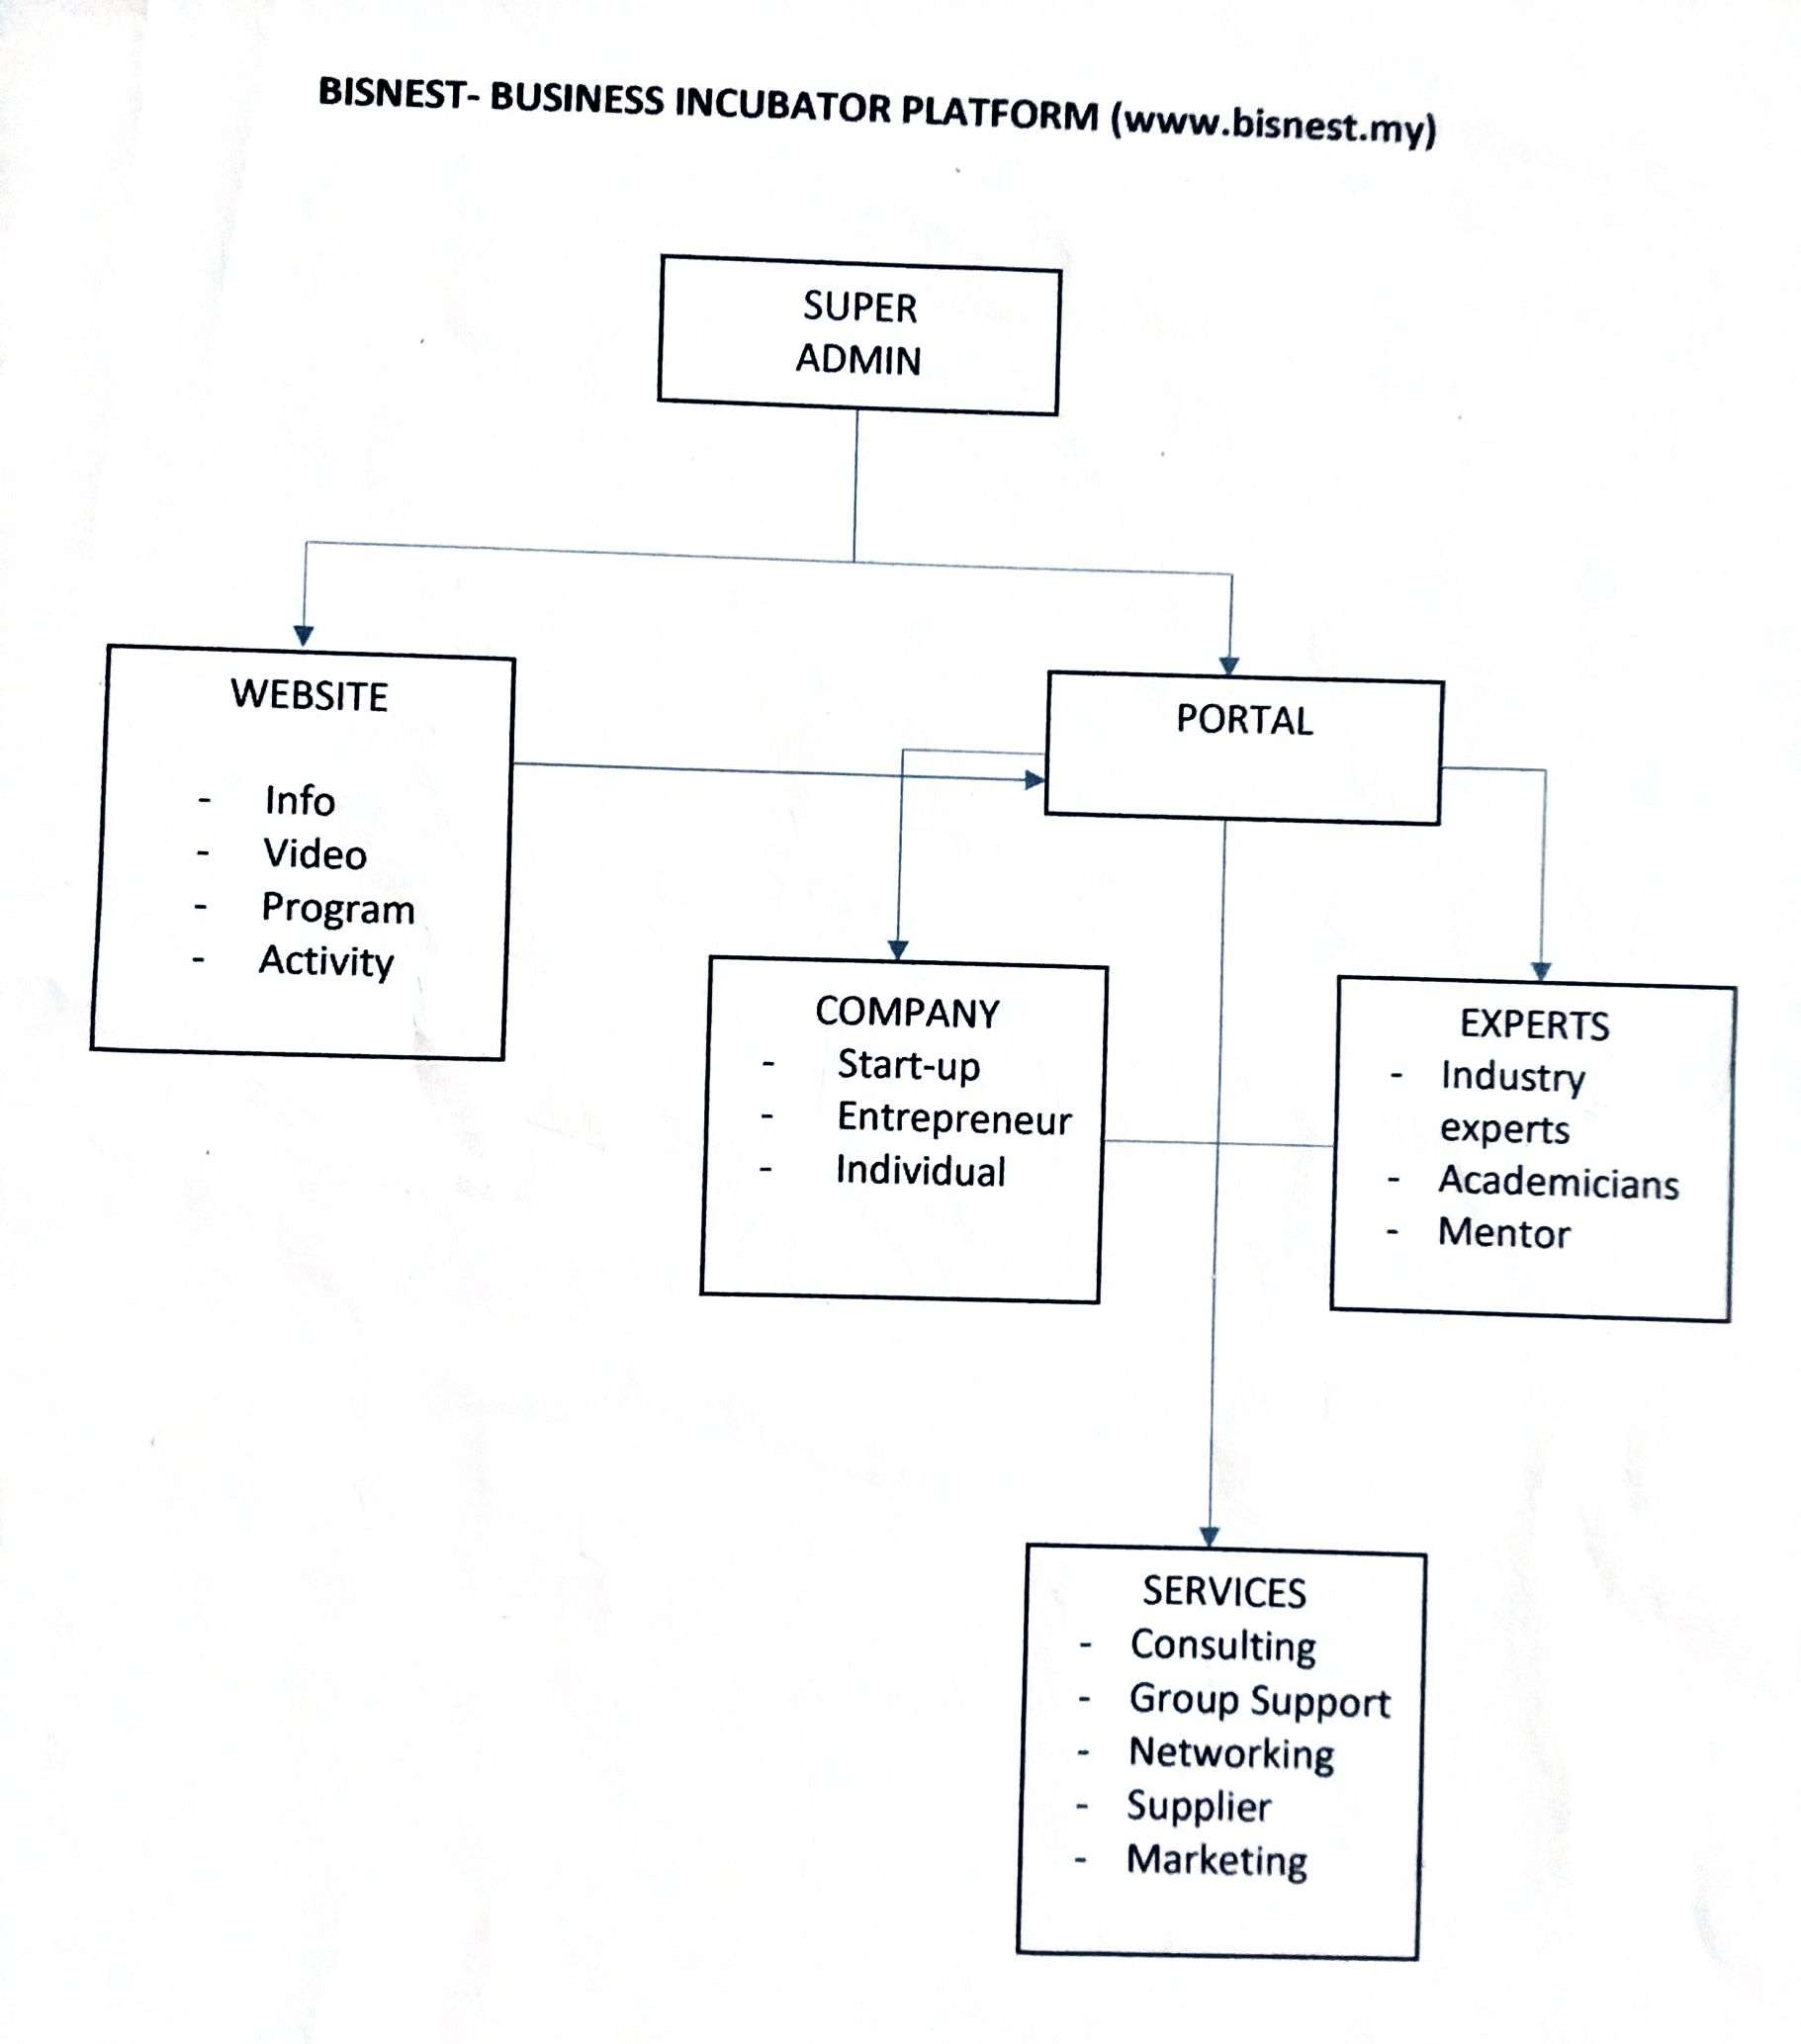 BISNEST- BUSINESS INCUBATOR PLATFORM (www.bisnest.my)
SUPER
ADMIN
WEBSITE
- Info
- Video
- Program
- Activity
PORTAL
COMPANY
- Start-up
- Entrepreneur
- Individual
EXPERTS
- Industry
experts
- Academicians
- Mentor
SERVICES
- Consulting
- Group Support
- Networking
- Supplier
- Marketing